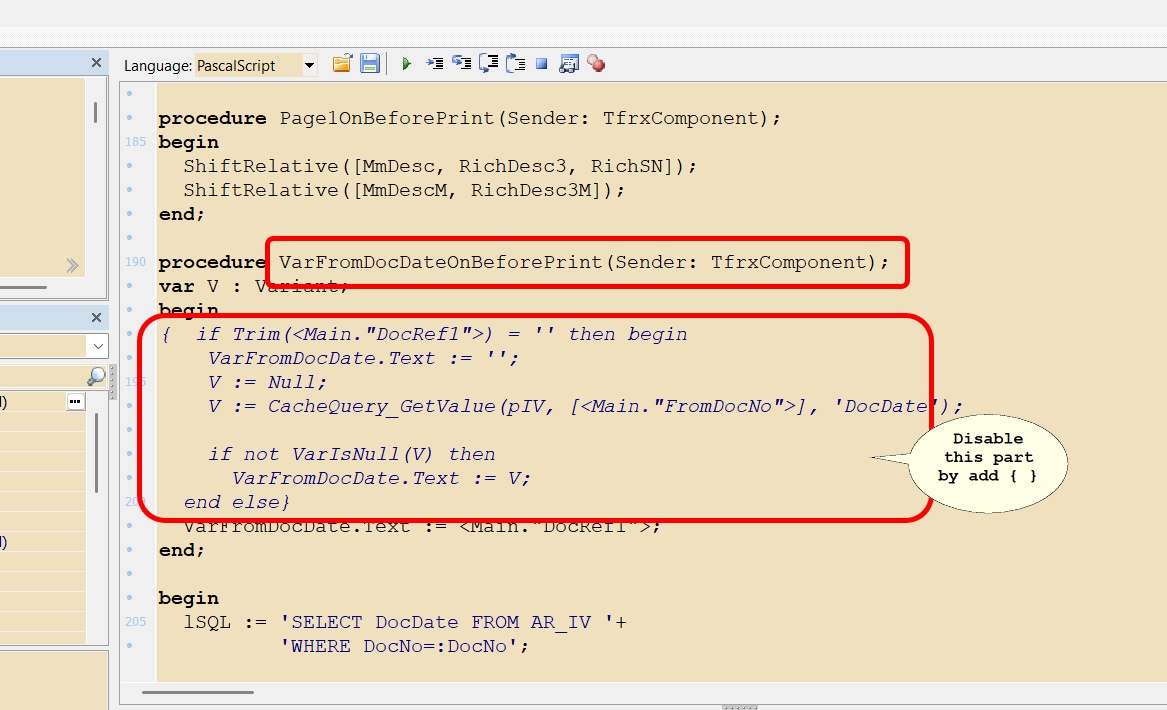 Language: PascalScript
procedure Page1OnBeforePrint(Sender: TfrxComponent);
185 begin
ShiftRelative([MmDesc, RichDesc3, RichSN]);
ShiftRelative([MmDescM, RichDesc3M]);
end;
190 procedure VarFromDocDateOnBeforePrint(Sender: TfrxComponent);
var V : Variant;
begin
{ if Trim(<Main."DocRef1">) = '' then begin
VarFromDocDate.Text := '';
195 V := Null;
V := CacheQuery_GetValue(pIV, [<Main."FromDocNo">], 'DocDate');
if not VarIsNull(V) then
VarFromDocDate.Text := V;
200 end else}
VarFromDocDate.Text := <Main."DocRef1">;
end;
begin
205 lSQL := 'SELECT DocDate FROM AR_IV '+
'WHERE DocNo=:DocNo';
Disable
this part
by add { }